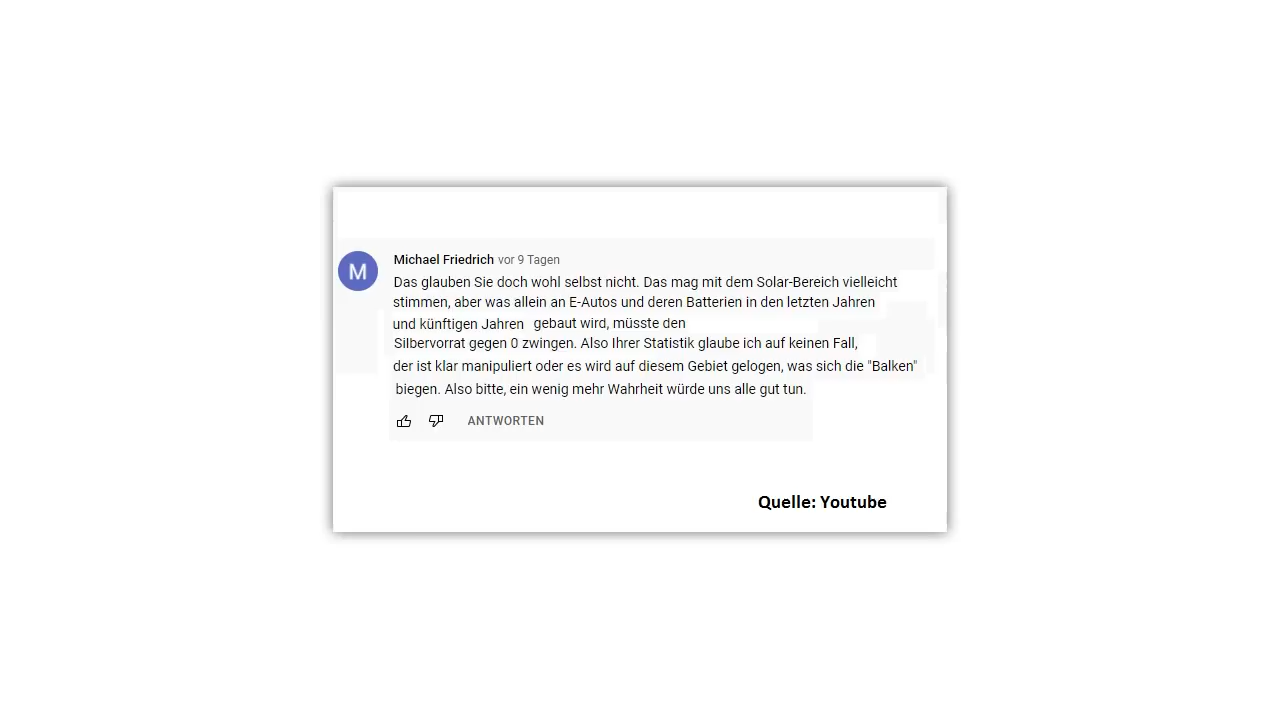 M
Michael Friedrich vor 9 Tagen
Das glauben Sie doch wohl selbst nicht. Das mag mit dem Solar-Bereich vielleicht
stimmen, aber was allein an E-Autos und deren Batterien in den letzten Jahren
und künftigen Jahren gebaut wird, müsste den
Silbervorrat gegen 0 zwingen. Also Ihrer Statistik glaube ich auf keinen Fall,
der ist klar manipuliert oder es wird auf diesem Gebiet gelogen, was sich die "Balken"
biegen. Also bitte, ein wenig mehr Wahrheit würde uns alle gut tun.
ANTWORTEN
Quelle: Youtube